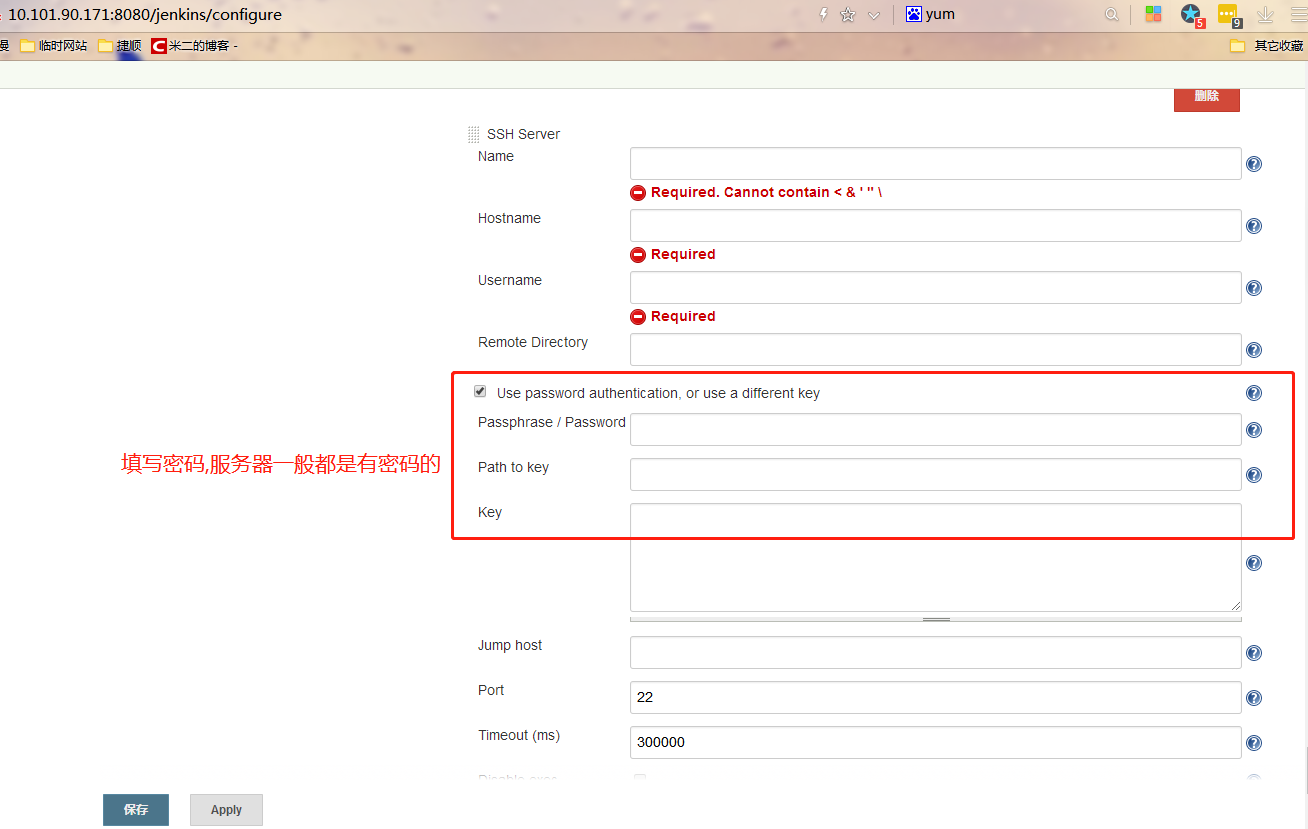 10.101.90.171:8080/jenkins/configure
yum
5
9
漫 临时网站 捷顺 C 米二的博客 - 其它收藏
删除
SSH Server
Name
Required. Cannot contain < & ' " \
Hostname
Required
Username
Required
Remote Directory
Use password authentication, or use a different key
Passphrase / Password
填写密码,服务器一般都是有密码的
Path to key
Key
Jump host
Port
22
Timeout (ms)
300000
Disable exec
保存
Apply